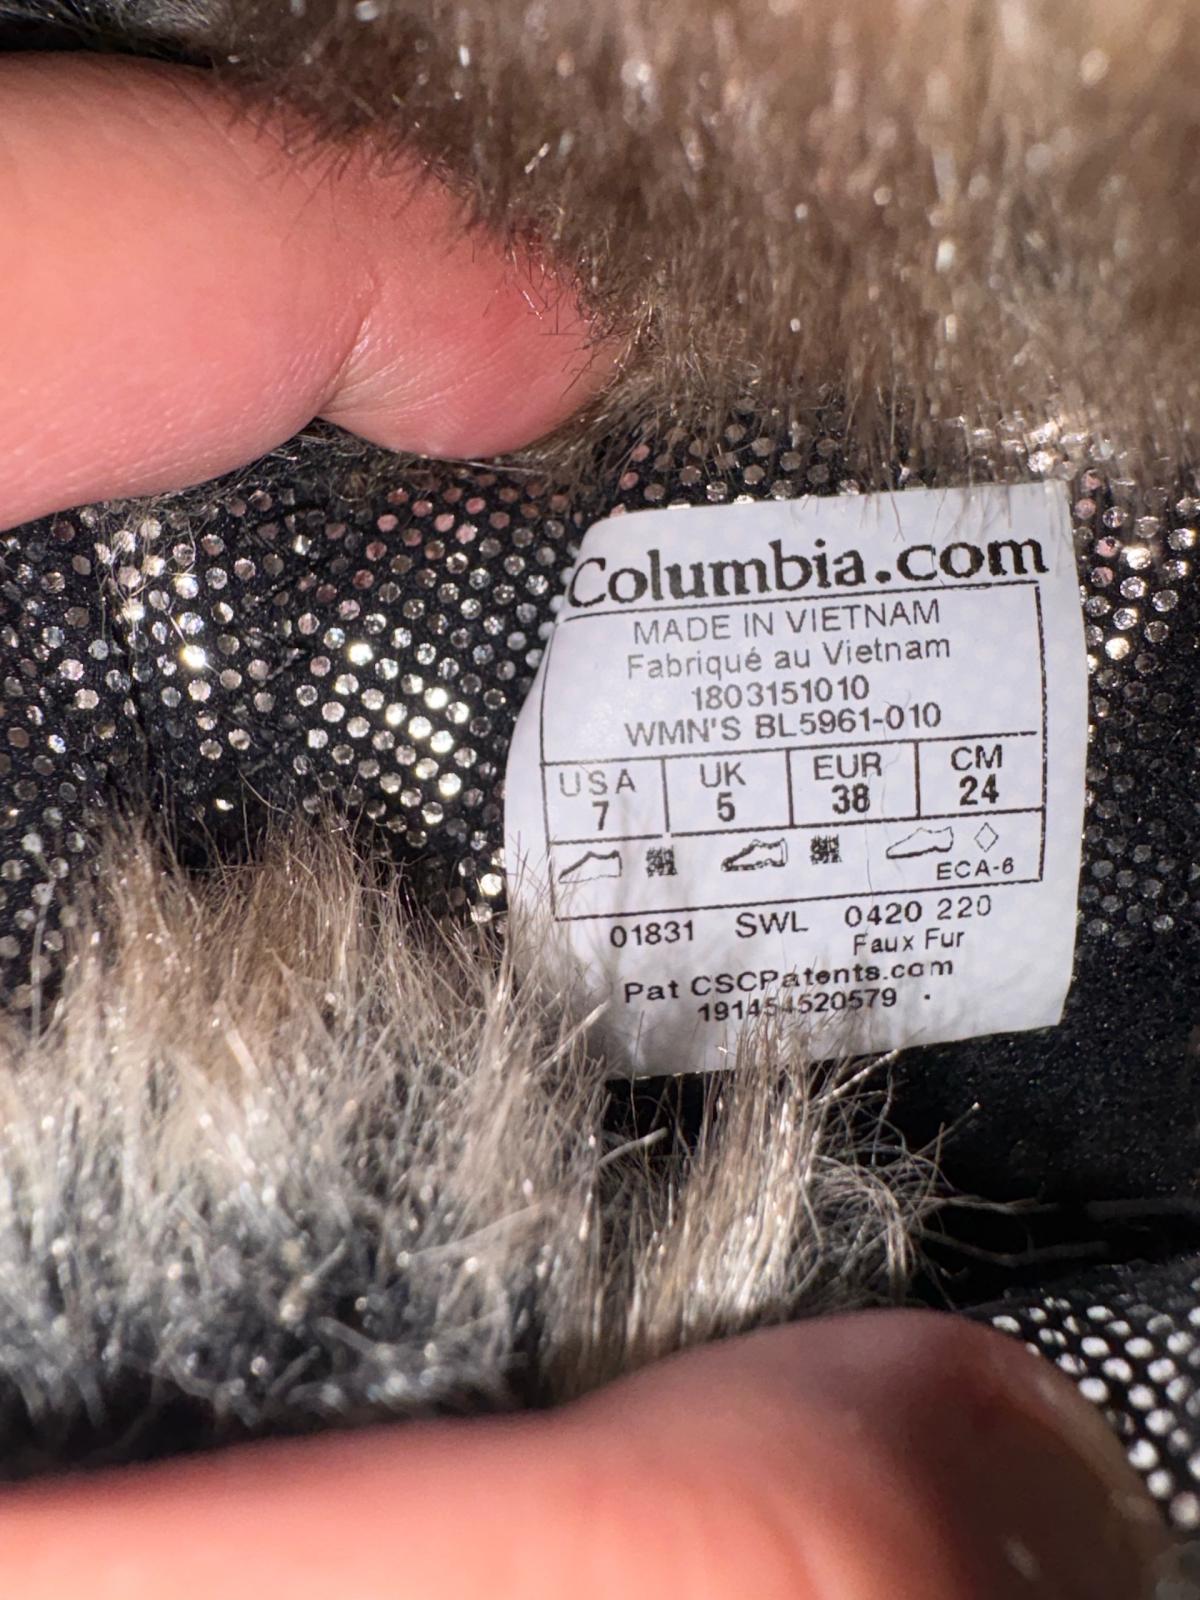 Columbia.com
MADE IN VIETNAM
Fabriqué au Vietnam
1803151010
WMN'S BL5961-010
USA UK EUR CM
7 5 38 24
ECA-6
01831 SWL 0420 220
Faux Fur
Pat CSCPatents.com
191454520579